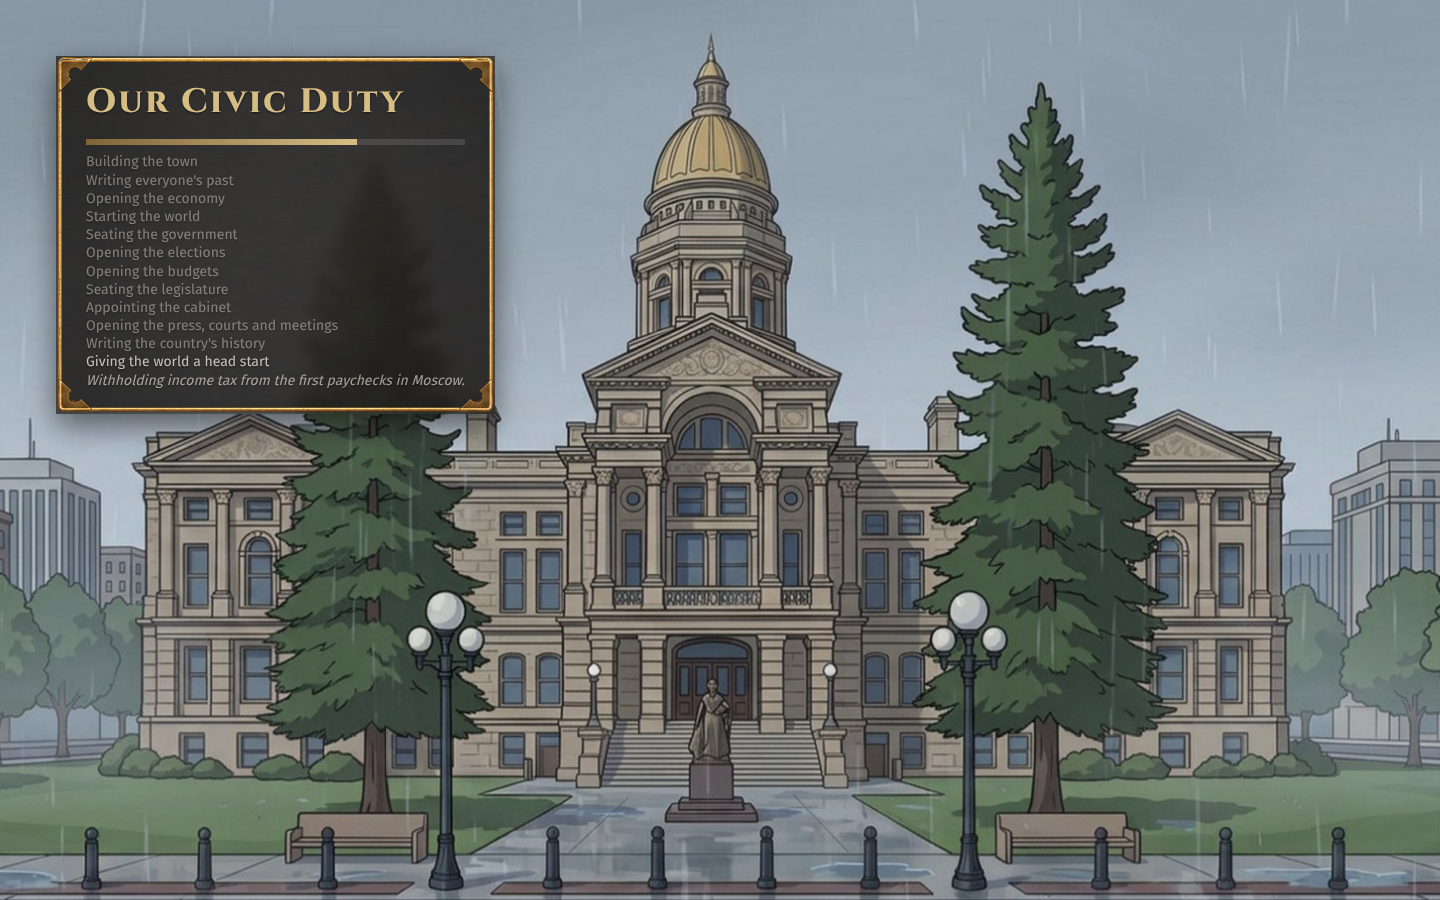 Our Civic Duty
Building the town
Writing everyone's past
Opening the economy
Starting the world
Seating the government
Opening the elections
Opening the budgets
Seating the legislature
Appointing the cabinet
Opening the press, courts and meetings
Writing the country's history
Giving the world a head start
Withholding income tax from the first paychecks in Moscow.